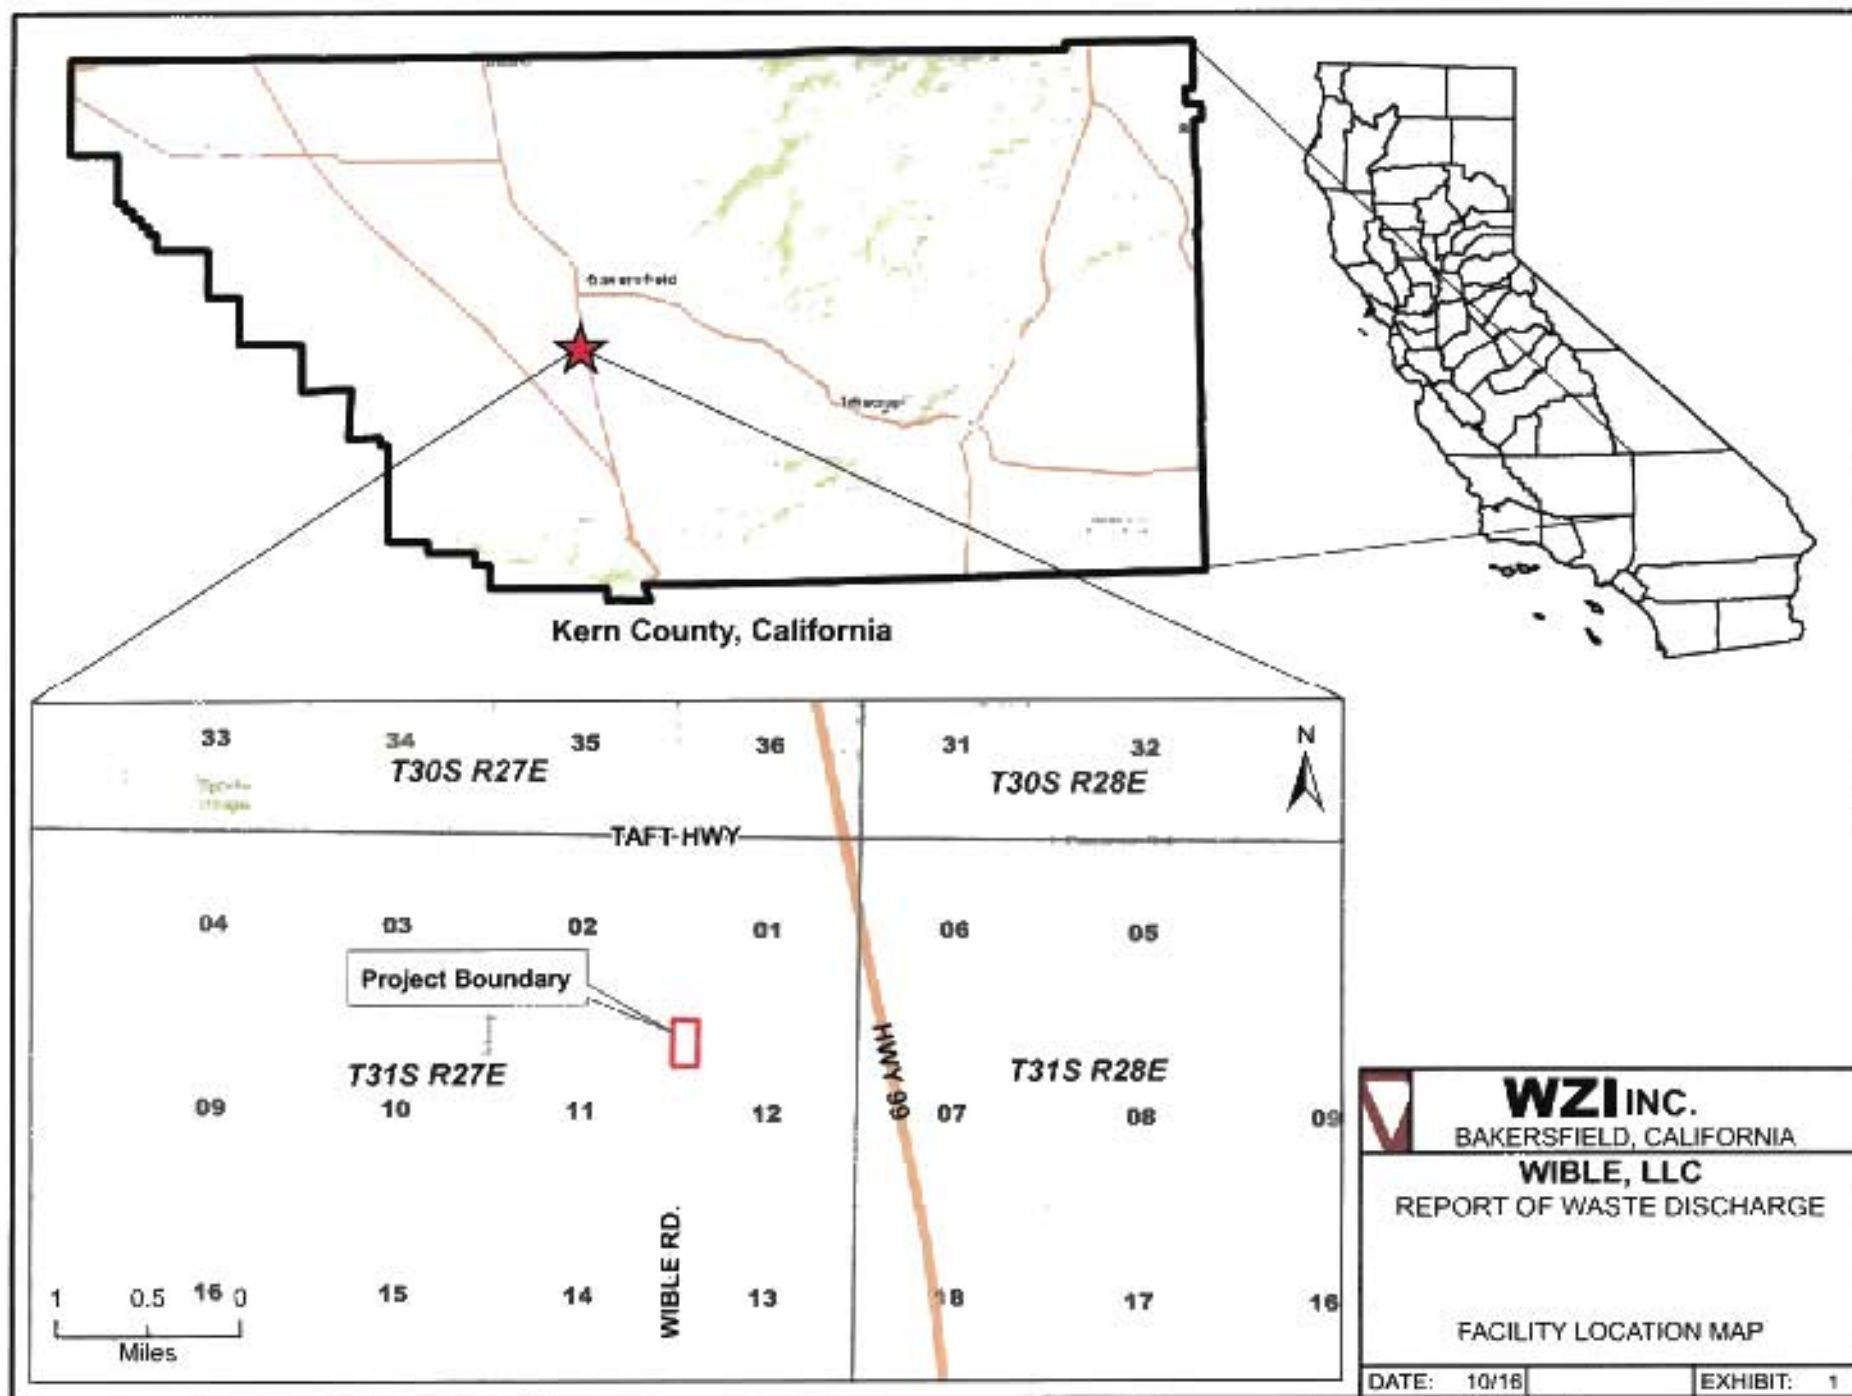 Bakersfield
Kern County, California
33
34
35
36
31
32
N
T30S R27E
T30S R28E
TAFT HWY
04
03
02
01
06
05
Project Boundary
T31S R27E
T31S R28E
HWY 99
09
10
11
12
07
08
09
WIBLE RD.
16
15
14
13
18
17
16
1 0.5 0
Miles
WZI INC.
BAKERSFIELD, CALIFORNIA
WIBLE, LLC
REPORT OF WASTE DISCHARGE
FACILITY LOCATION MAP
DATE: 10/16
EXHIBIT: 1